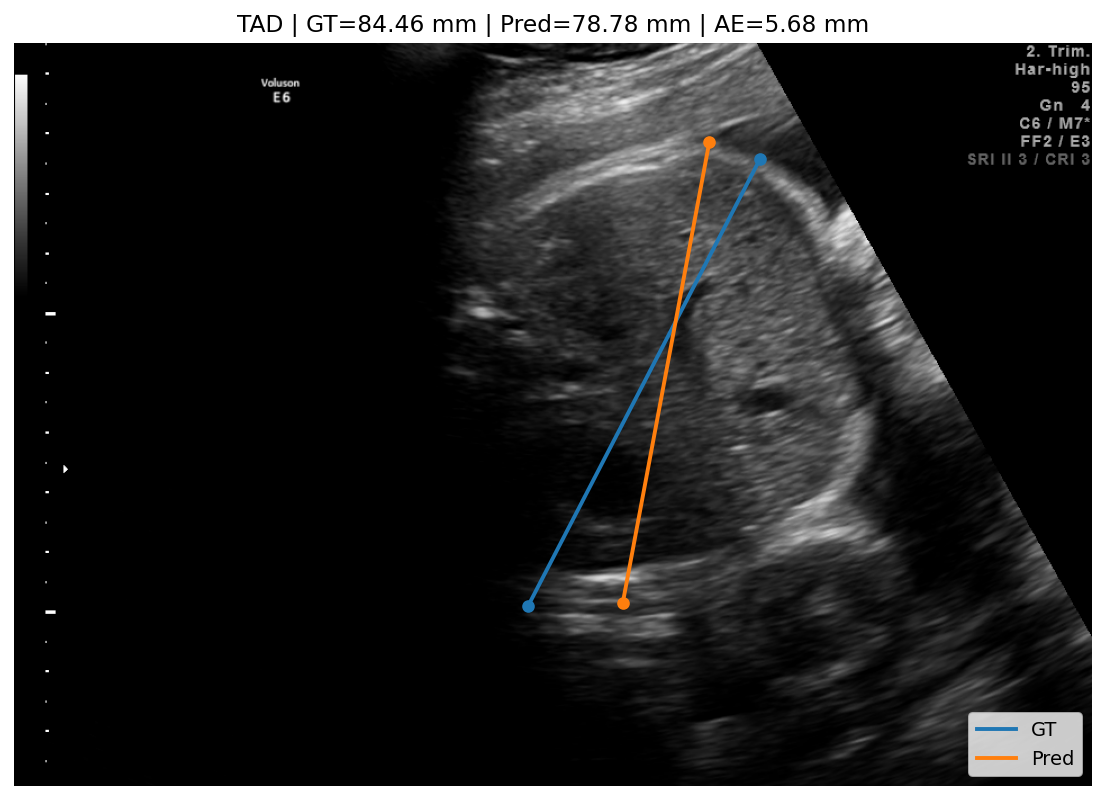 TAD | GT=84.46 mm | Pred=78.78 mm | AE=5.68 mm
Voluson
E6
2. Trim.
Har-high
95
Gn 4
C6 / M7*
FF2 / E3
SRI II 3 / CRI 3
GT
Pred